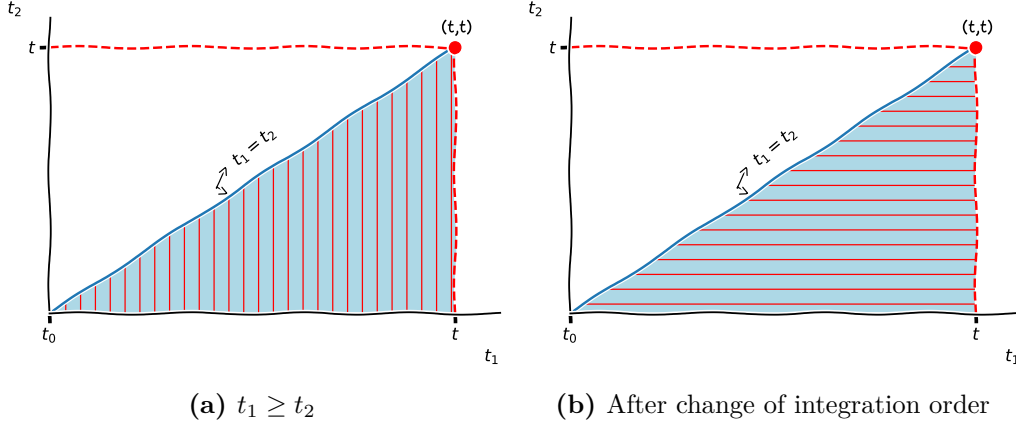 t₂
(t,t)
t
t₁ = t₂
t₀
t
t₁
(a) t₁ ≥ t₂
t₂
(t,t)
t
t₁ = t₂
t₀
t
t₁
(b) After change of integration order